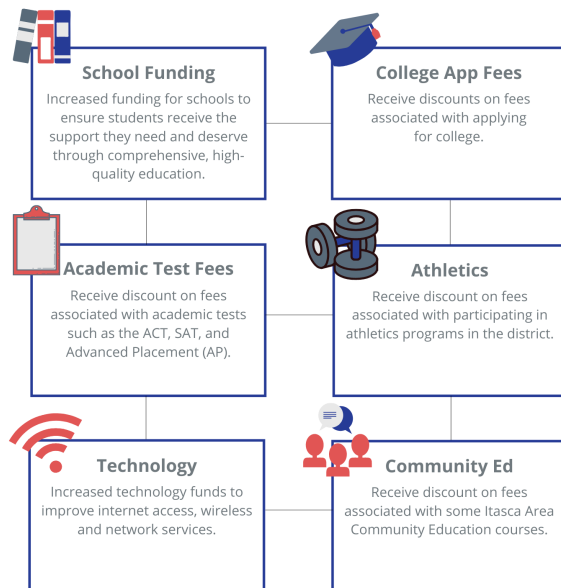 School Funding
Increased funding for schools to
ensure students receive the
support they need and deserve
through comprehensive, high-
quality education.
College App Fees
Receive discounts on fees
associated with applying
for college.
Academic Test Fees
Receive discount on fees
associated with academic tests
such as the ACT, SAT, and
Advanced Placement (AP).
Athletics
Receive discount on fees
associated with participating in
athletics programs in the district.
Technology
Increased technology funds to
improve internet access, wireless
and network services.
Community Ed
Receive discount on fees
associated with some Itasca Area
Community Education courses.